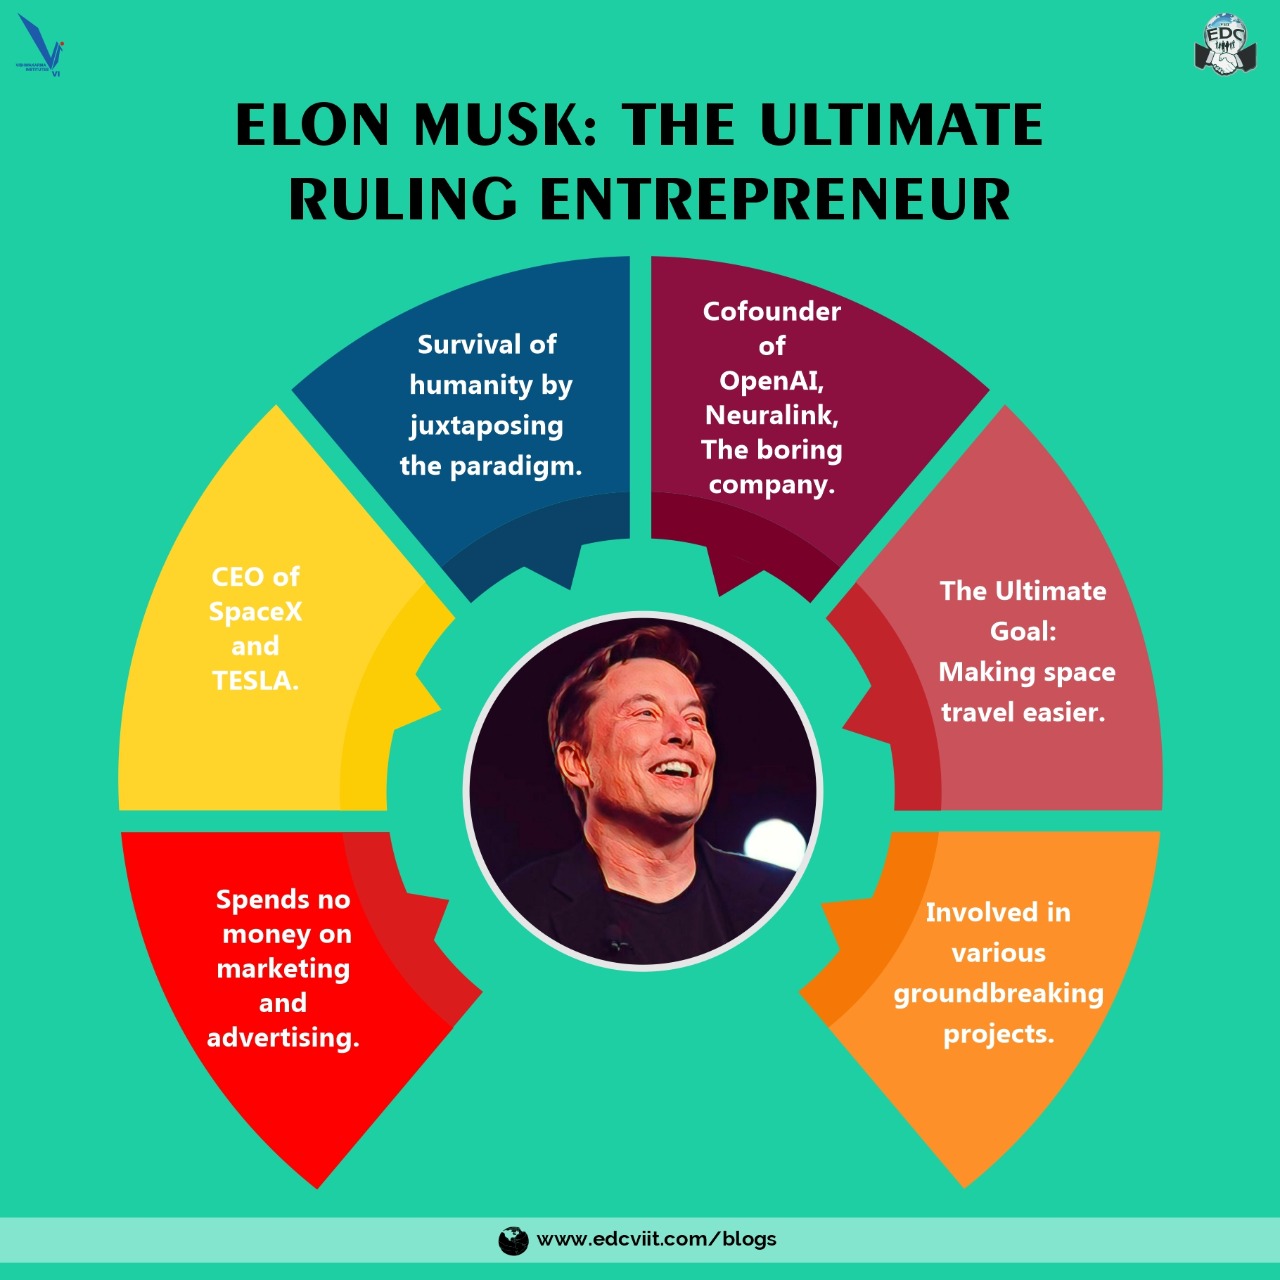 VI
EDC
ELON MUSK: THE ULTIMATE
RULING ENTREPRENEUR
Survival of
humanity by
juxtaposing
the paradigm.
Cofounder
of
OpenAI,
Neuralink,
The boring
company.
CEO of
SpaceX
and
TESLA.
The Ultimate
Goal:
Making space
travel easier.
Spends no
money on
marketing
and
advertising.
Involved in
various
groundbreaking
projects.
www.edcviit.com/blogs